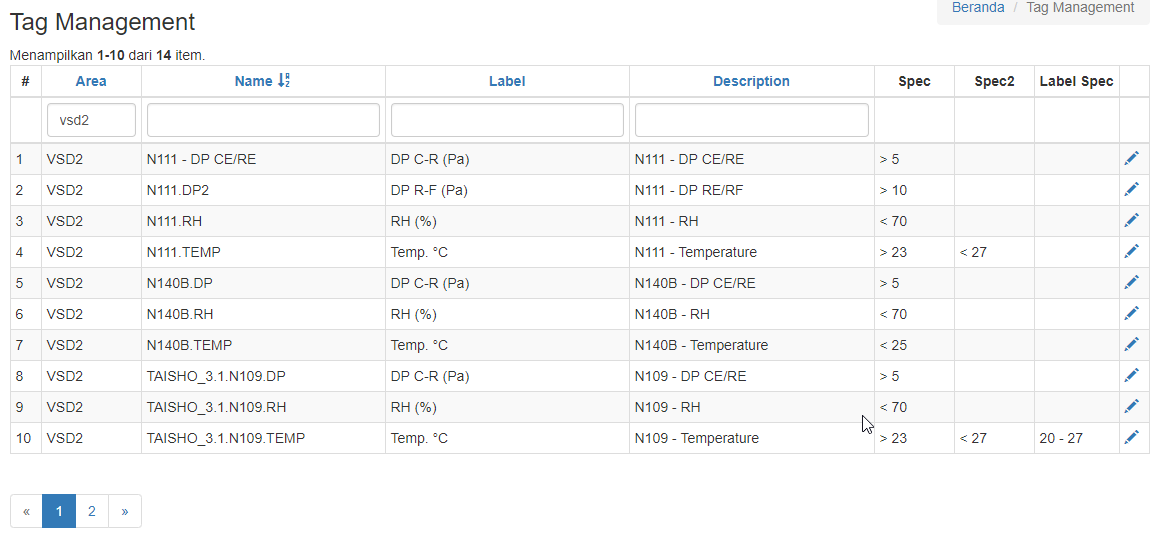 Beranda / Tag Management
Tag Management
Menampilkan 1-10 dari 14 item.
# Area Name Label Description Spec Spec2 Label Spec
vsd2
1 VSD2 N111 - DP CE/RE DP C-R (Pa) N111 - DP CE/RE > 5
2 VSD2 N111.DP2 DP R-F (Pa) N111 - DP RE/RF > 10
3 VSD2 N111.RH RH (%) N111 - RH < 70
4 VSD2 N111.TEMP Temp. °C N111 - Temperature > 23 < 27
5 VSD2 N140B.DP DP C-R (Pa) N140B - DP CE/RE > 5
6 VSD2 N140B.RH RH (%) N140B - RH < 70
7 VSD2 N140B.TEMP Temp. °C N140B - Temperature < 25
8 VSD2 TAISHO_3.1.N109.DP DP C-R (Pa) N109 - DP CE/RE > 5
9 VSD2 TAISHO_3.1.N109.RH RH (%) N109 - RH < 70
10 VSD2 TAISHO_3.1.N109.TEMP Temp. °C N109 - Temperature > 23 < 27 20 - 27
« 1 2 »